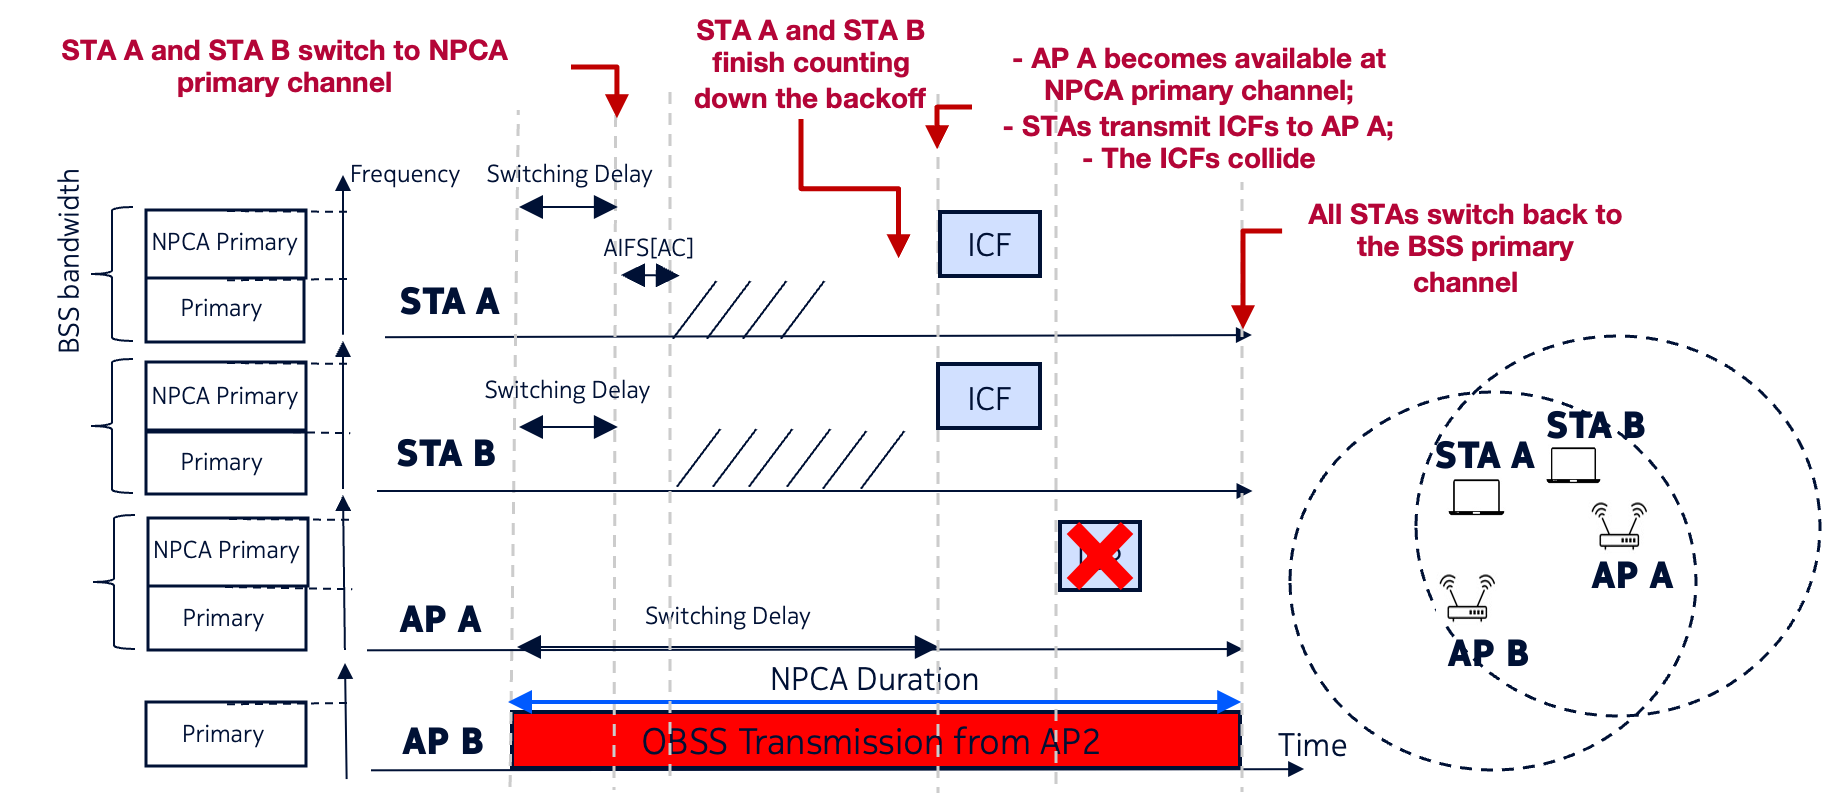 STA A and STA B switch to NPCA
primary channel
STA A and STA B
finish counting
down the backoff
- AP A becomes available at
NPCA primary channel;
- STAs transmit ICFs to AP A;
- The ICFs collide
All STAs switch back to
the BSS primary
channel
BSS bandwidth
Frequency
Switching Delay
AIFS[AC]
NPCA Primary
Primary
STA A
ICF
NPCA Primary
Primary
Switching Delay
STA B
ICF
NPCA Primary
Primary
AP A
Switching Delay
NPCA Duration
Primary
AP B
OBSS Transmission from AP2
Time
STA B
STA A
AP A
AP B